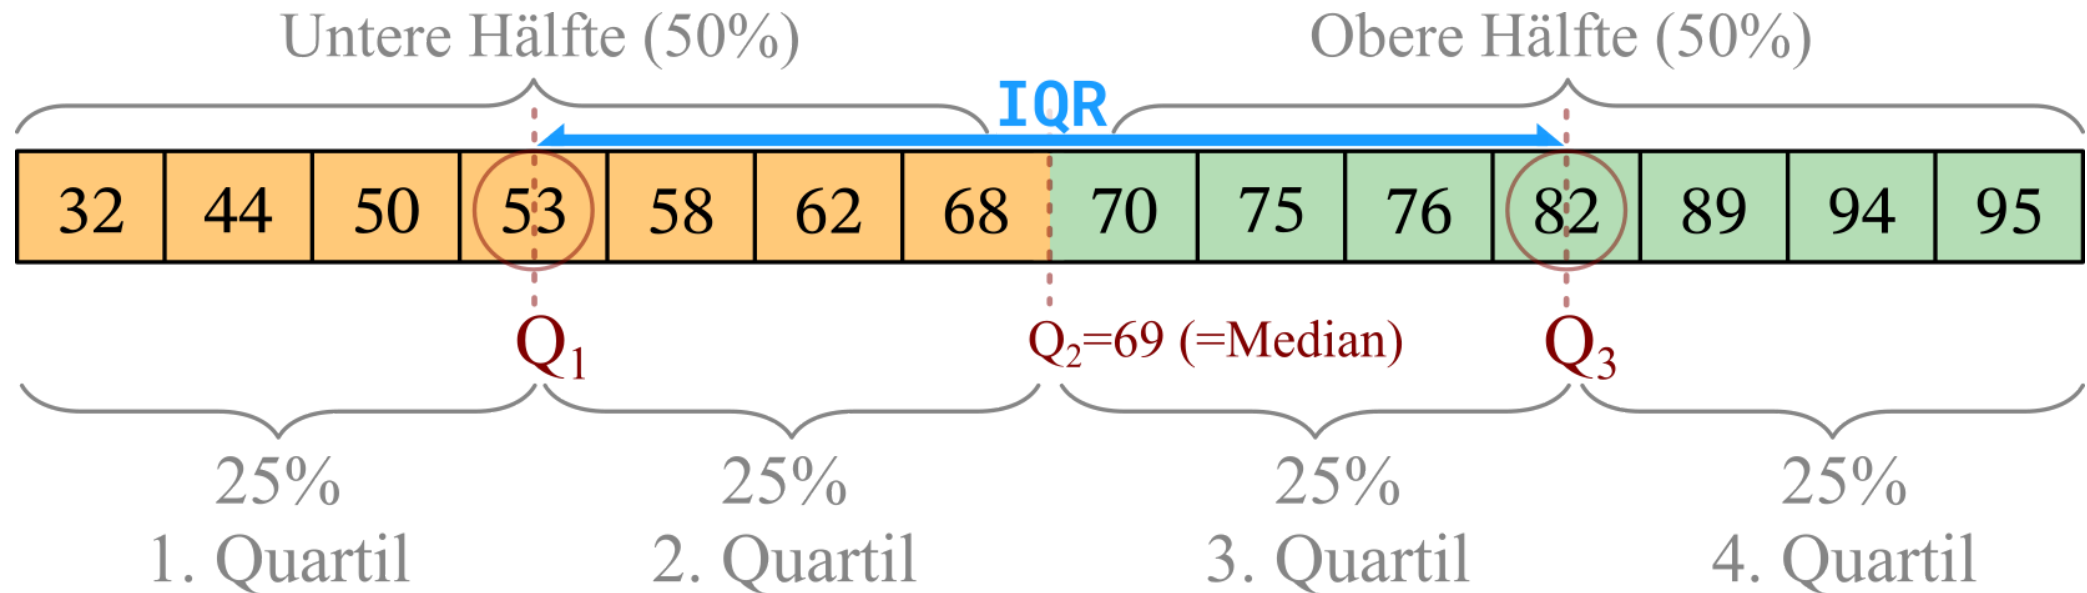 Untere Hälfte (50%) Obere Hälfte (50%)
IQR
32 44 50 53 58 62 68 70 75 76 82 89 94 95
Q₁ Q₂=69 (=Median) Q₃
25% 25% 25% 25%
1. Quartil 2. Quartil 3. Quartil 4. Quartil